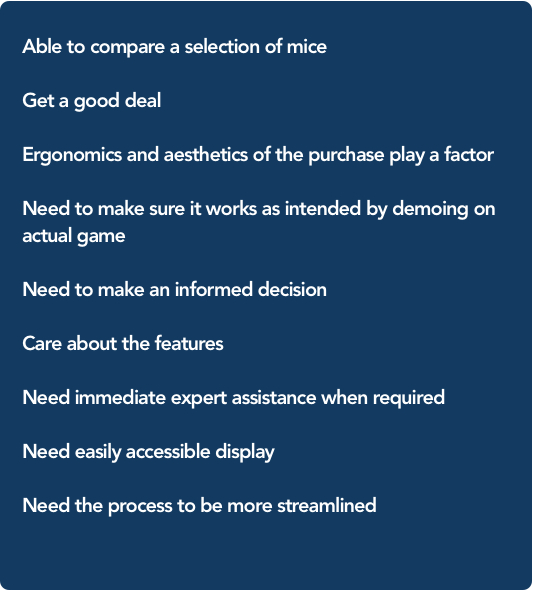 Able to compare a selection of mice
Get a good deal
Ergonomics and aesthetics of the purchase play a factor
Need to make sure it works as intended by demoing on
actual game
Need to make an informed decision
Care about the features
Need immediate expert assistance when required
Need easily accessible display
Need the process to be more streamlined